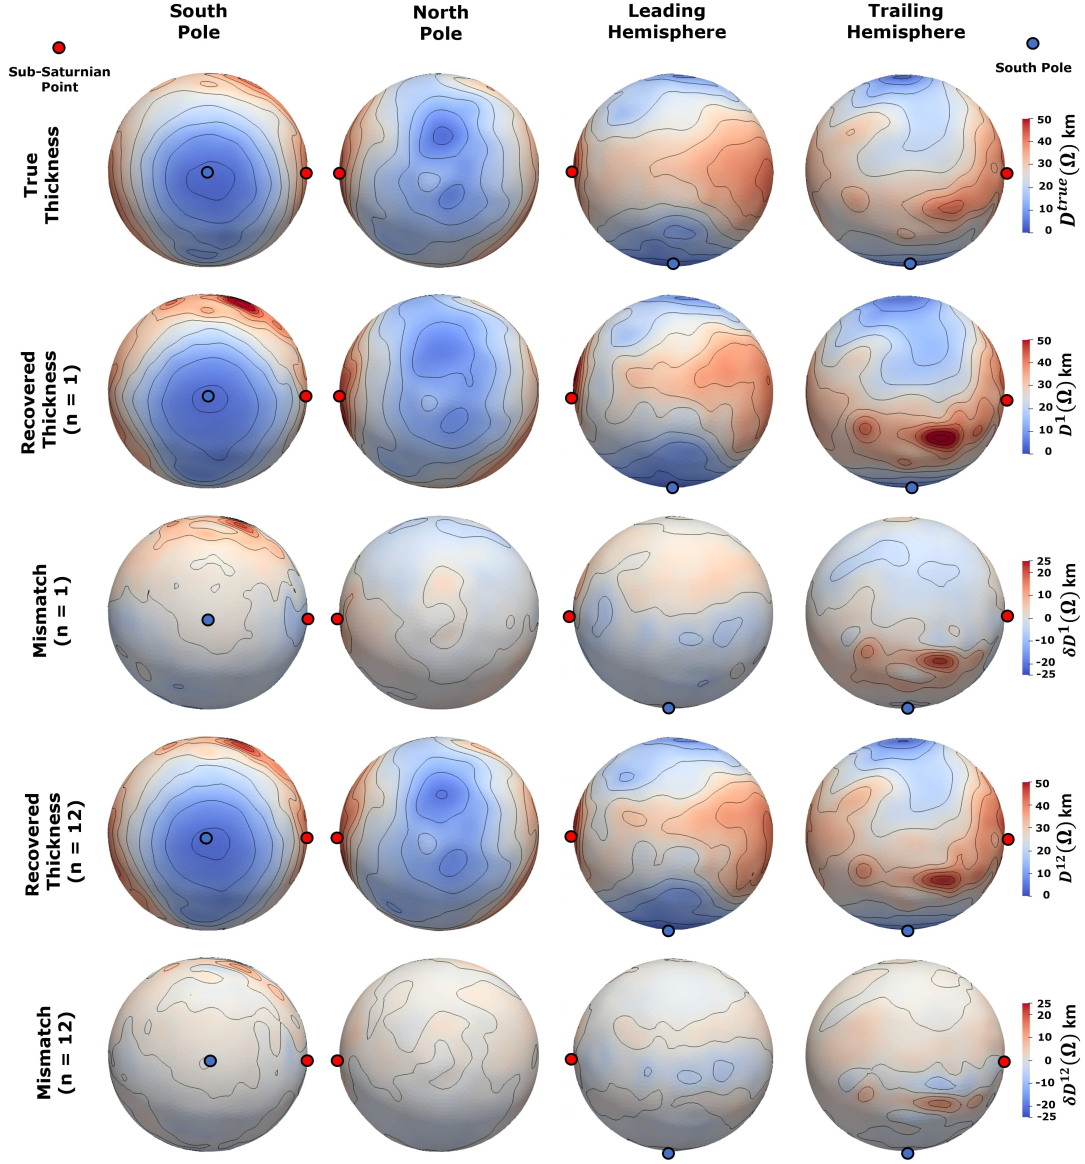 South
Pole
North
Pole
Leading
Hemisphere
Trailing
Hemisphere
Sub-Saturnian
Point
South Pole
True
Thickness
50
40
30
20
10
0
D^true(Ω) km
Recovered
Thickness
(n = 1)
50
40
30
20
10
0
D^1(Ω) km
Mismatch
(n = 1)
25
20
10
0
-10
-20
-25
δD^1(Ω) km
Recovered
Thickness
(n = 12)
50
40
30
20
10
0
D^12(Ω) km
Mismatch
(n = 12)
25
20
10
0
-10
-20
-25
δD^12(Ω) km